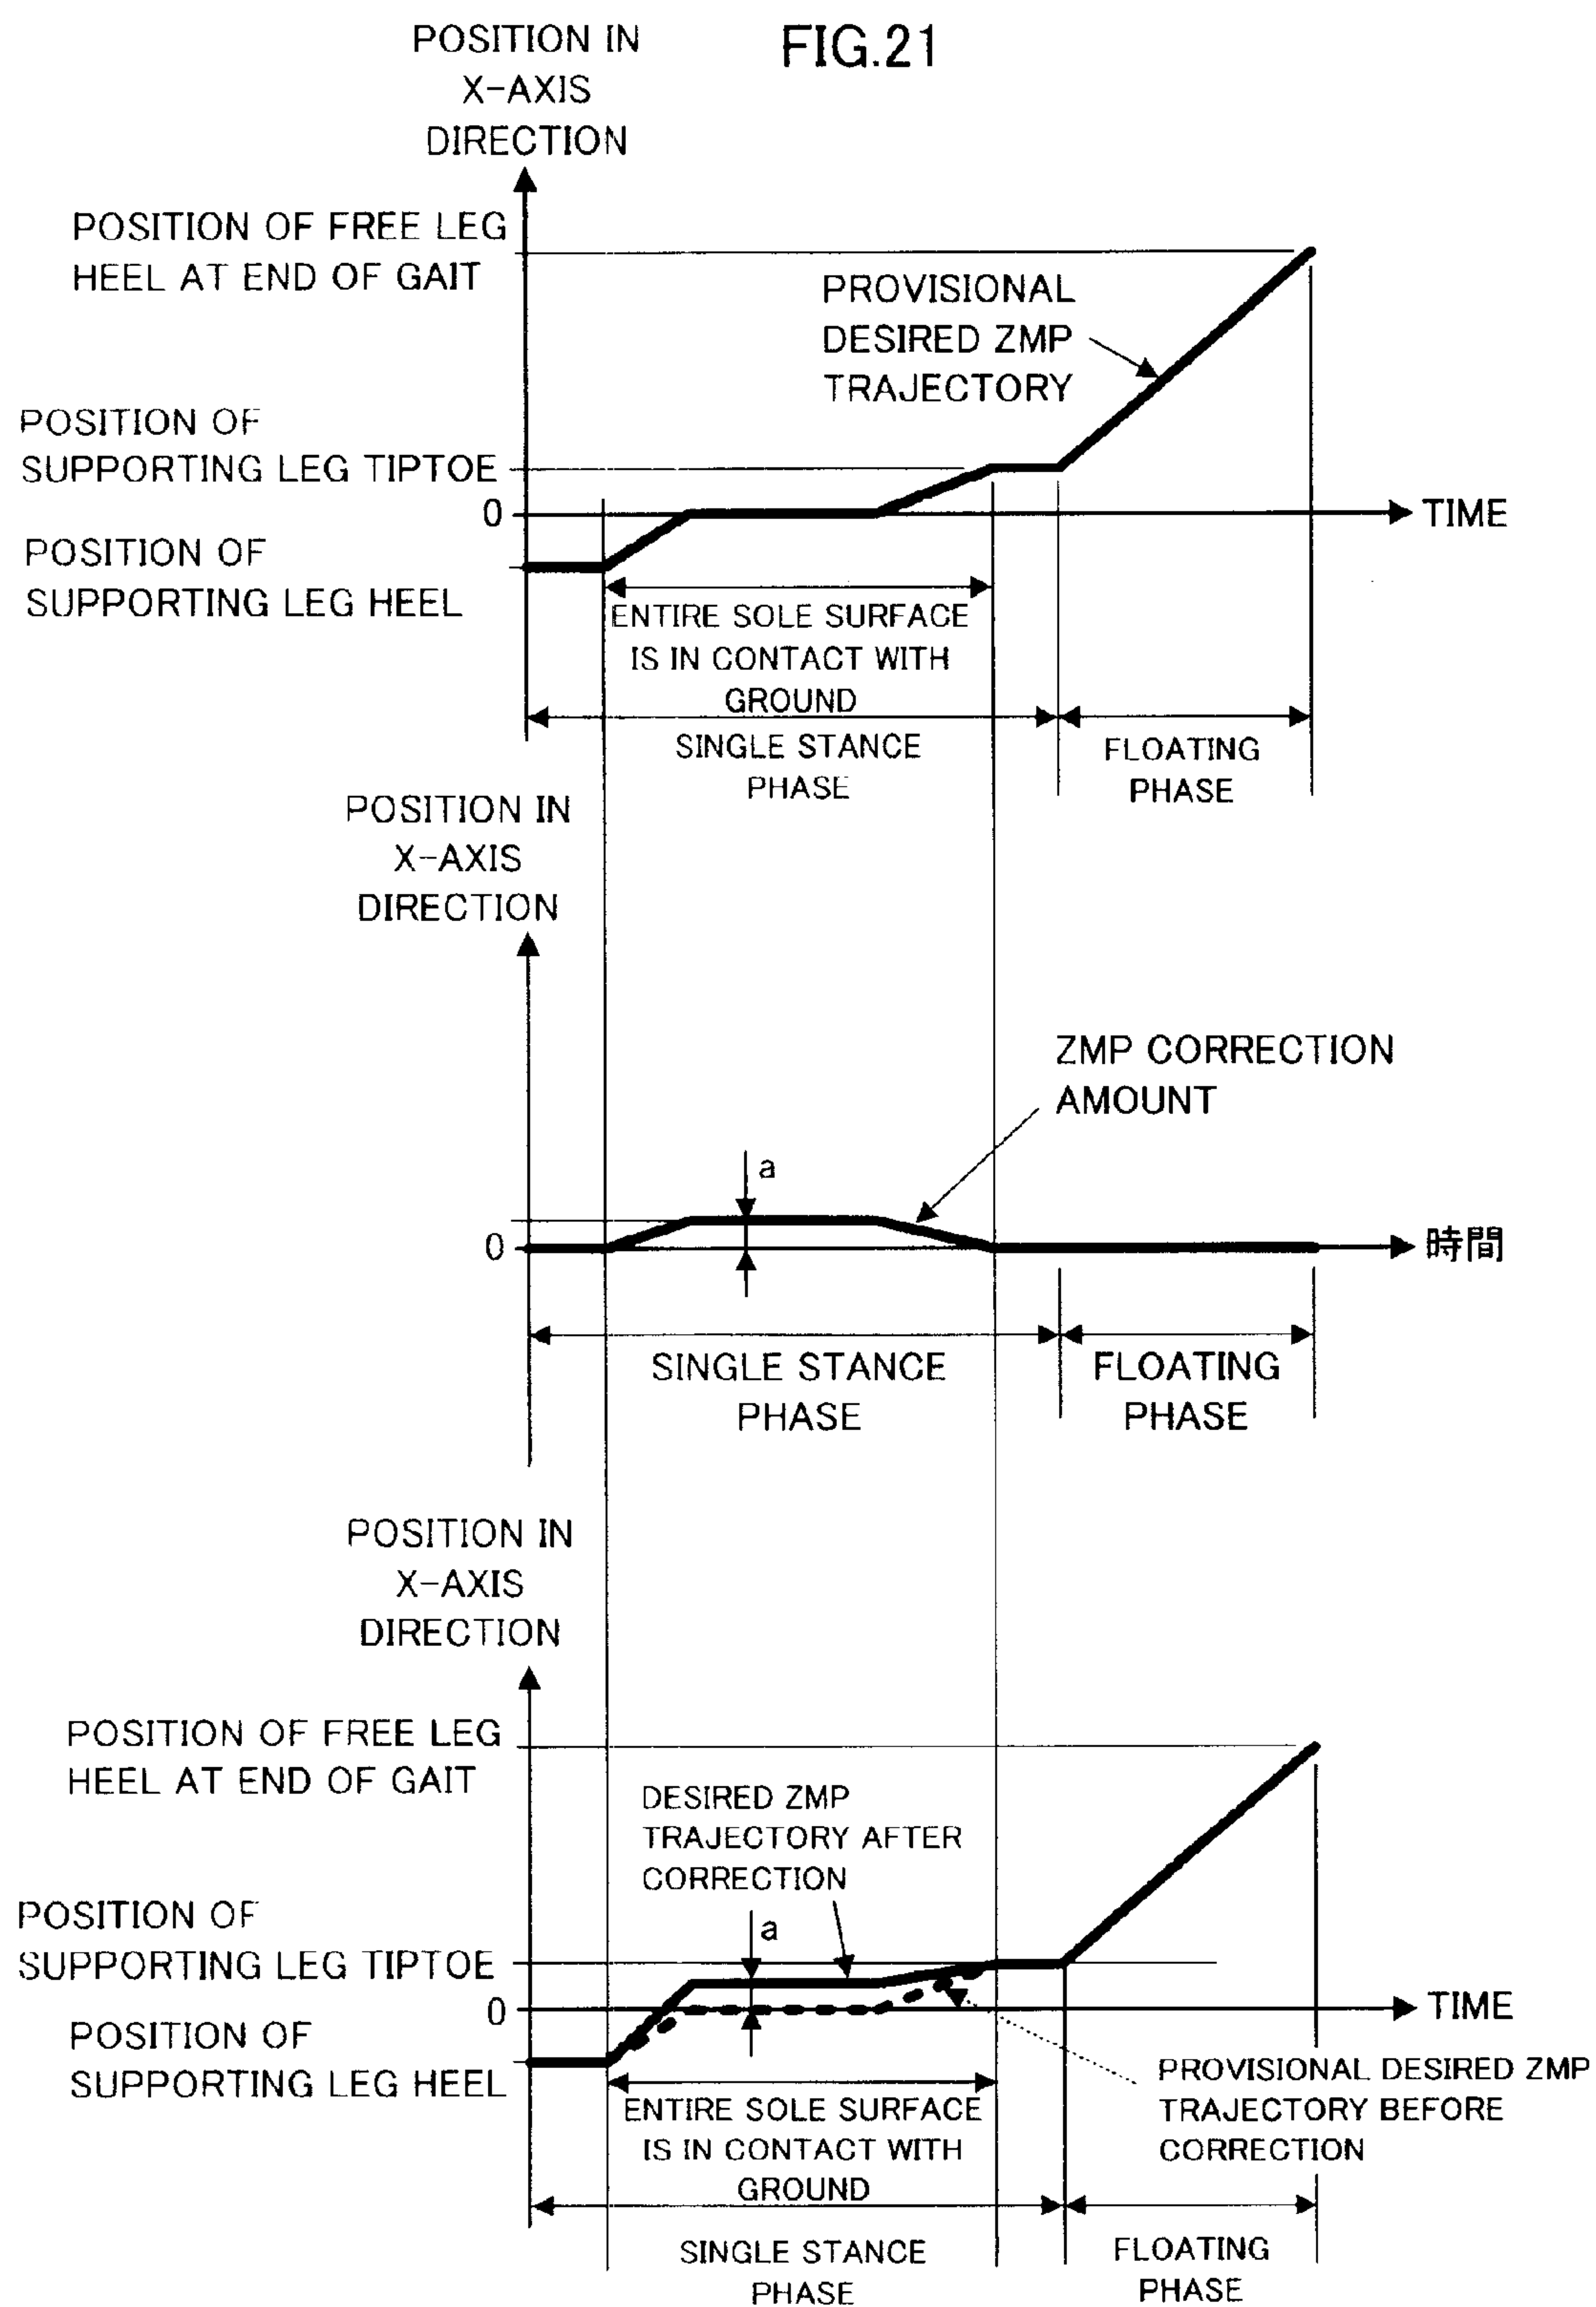 FIG.21
POSITION IN
X-AXIS
DIRECTION
POSITION OF FREE LEG
HEEL AT END OF GAIT
PROVISIONAL
DESIRED ZMP
TRAJECTORY
POSITION OF
SUPPORTING LEG TIPTOE
0
TIME
POSITION OF
SUPPORTING LEG HEEL
ENTIRE SOLE SURFACE
IS IN CONTACT WITH
GROUND
SINGLE STANCE
PHASE
FLOATING
PHASE
POSITION IN
X-AXIS
DIRECTION
ZMP CORRECTION
AMOUNT
a
0
時間
SINGLE STANCE
PHASE
FLOATING
PHASE
POSITION IN
X-AXIS
DIRECTION
POSITION OF FREE LEG
HEEL AT END OF GAIT
DESIRED ZMP
TRAJECTORY AFTER
CORRECTION
POSITION OF
SUPPORTING LEG TIPTOE
a
0
TIME
POSITION OF
SUPPORTING LEG HEEL
PROVISIONAL DESIRED ZMP
TRAJECTORY BEFORE
CORRECTION
ENTIRE SOLE SURFACE
IS IN CONTACT WITH
GROUND
SINGLE STANCE
PHASE
FLOATING
PHASE